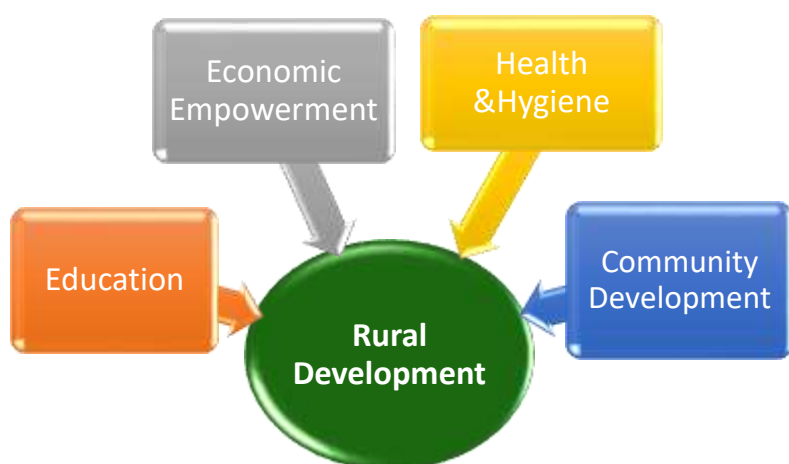 Economic
Empowerment
Health
&Hygiene
Education
Community
Development
Rural
Development